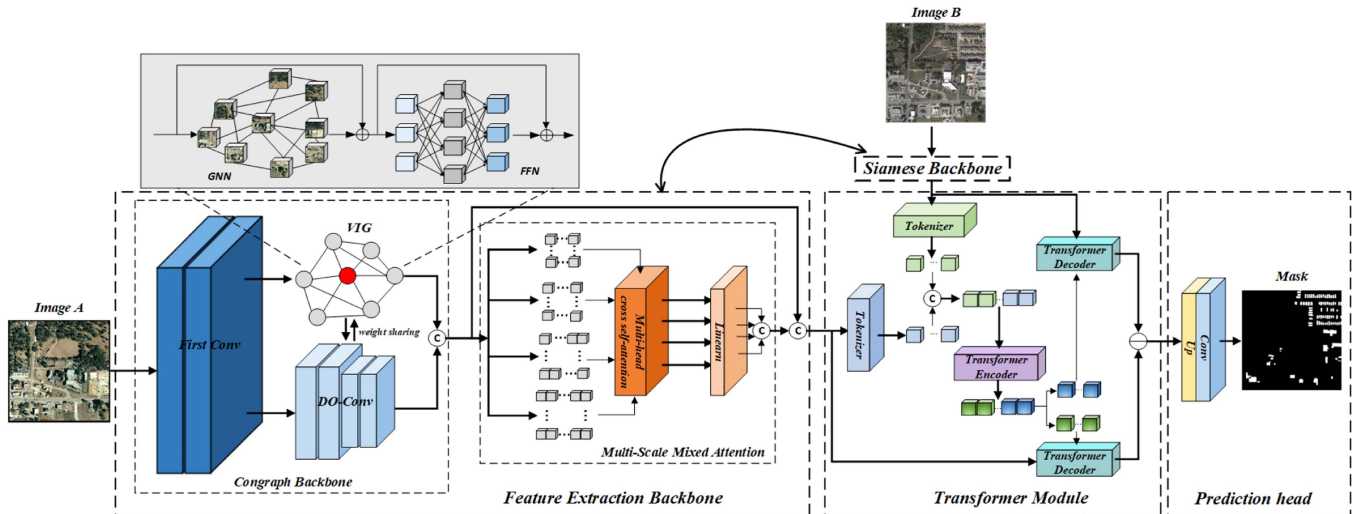 Image B
GNN
FFN
Siamese Backbone
VIG
Tokenizer
Transformer
Decoder
Image A
First Conv
weight sharing
C
DO-Conv
Multi-head
cross self-attention
Linearn
C
C
Tokenizer
C
Transformer
Encoder
Up
Conv
Mask
Transformer
Decoder
Multi-Scale Mixed Attention
Congraph Backbone
Feature Extraction Backbone
Transformer Module
Prediction head